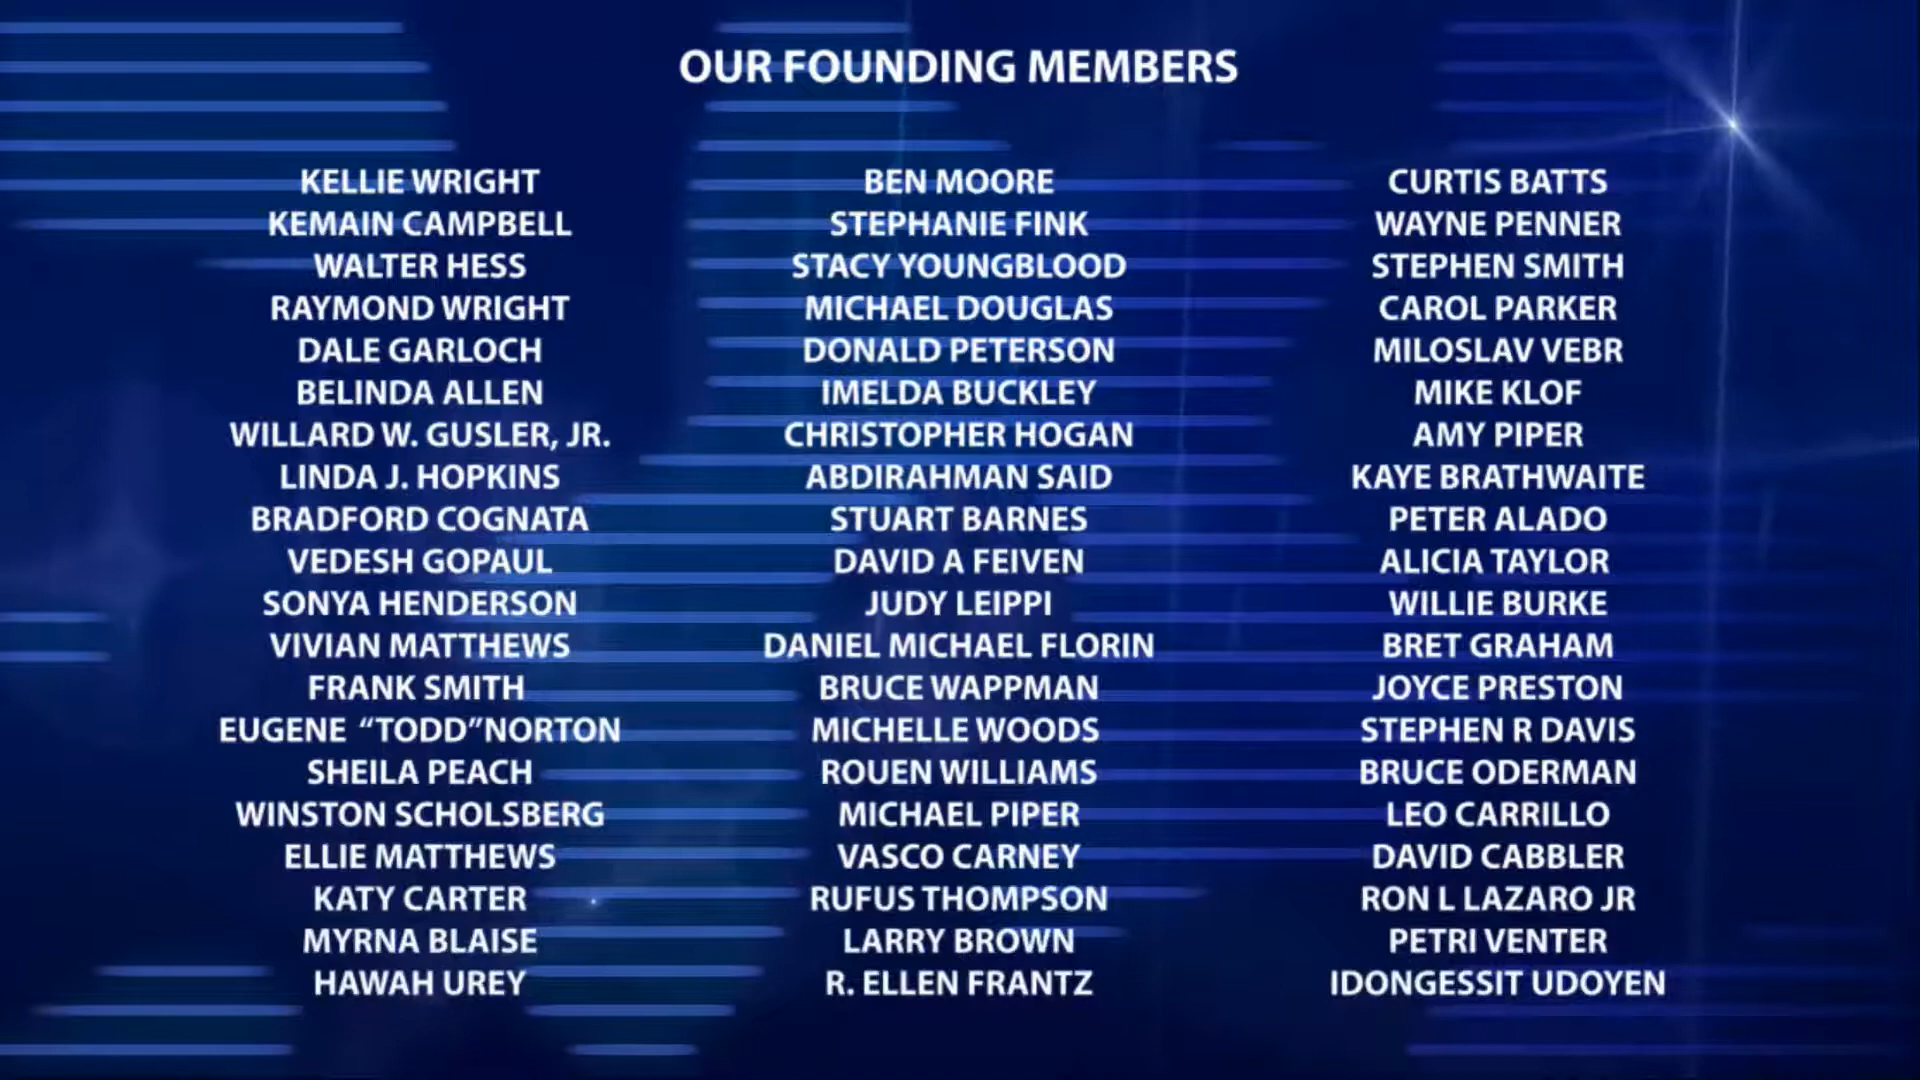 OUR FOUNDING MEMBERS
KELLIE WRIGHT
KEMAIN CAMPBELL
WALTER HESS
RAYMOND WRIGHT
DALE GARLOCH
BELINDA ALLEN
WILLARD W. GUSLER, JR.
LINDA J. HOPKINS
BRADFORD COGNATA
VEDESH GOPAUL
SONYA HENDERSON
VIVIAN MATTHEWS
FRANK SMITH
EUGENE “TODD”NORTON
SHEILA PEACH
WINSTON SCHOLSBERG
ELLIE MATTHEWS
KATY CARTER
MYRNA BLAISE
HAWAH UREY
BEN MOORE
STEPHANIE FINK
STACY YOUNGBLOOD
MICHAEL DOUGLAS
DONALD PETERSON
IMELDA BUCKLEY
CHRISTOPHER HOGAN
ABDIRAHMAN SAID
STUART BARNES
DAVID A FEIVEN
JUDY LEIPPI
DANIEL MICHAEL FLORIN
BRUCE WAPPMAN
MICHELLE WOODS
ROUEN WILLIAMS
MICHAEL PIPER
VASCO CARNEY
RUFUS THOMPSON
LARRY BROWN
R. ELLEN FRANTZ
CURTIS BATTS
WAYNE PENNER
STEPHEN SMITH
CAROL PARKER
MILOSLAV VEBR
MIKE KLOF
AMY PIPER
KAYE BRATHWAITE
PETER ALADO
ALICIA TAYLOR
WILLIE BURKE
BRET GRAHAM
JOYCE PRESTON
STEPHEN R DAVIS
BRUCE ODERMAN
LEO CARRILLO
DAVID CABBLER
RON L LAZARO JR
PETRI VENTER
IDONGESSIT UDOYEN